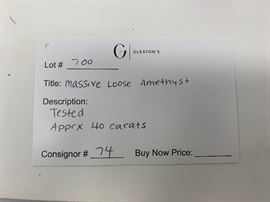 G | GLEATON'S
Lot # 700
Title: Massive Loose Amethyst
Description:
Tested
Apprx 40 carats
Consignor # 74 Buy Now Price: